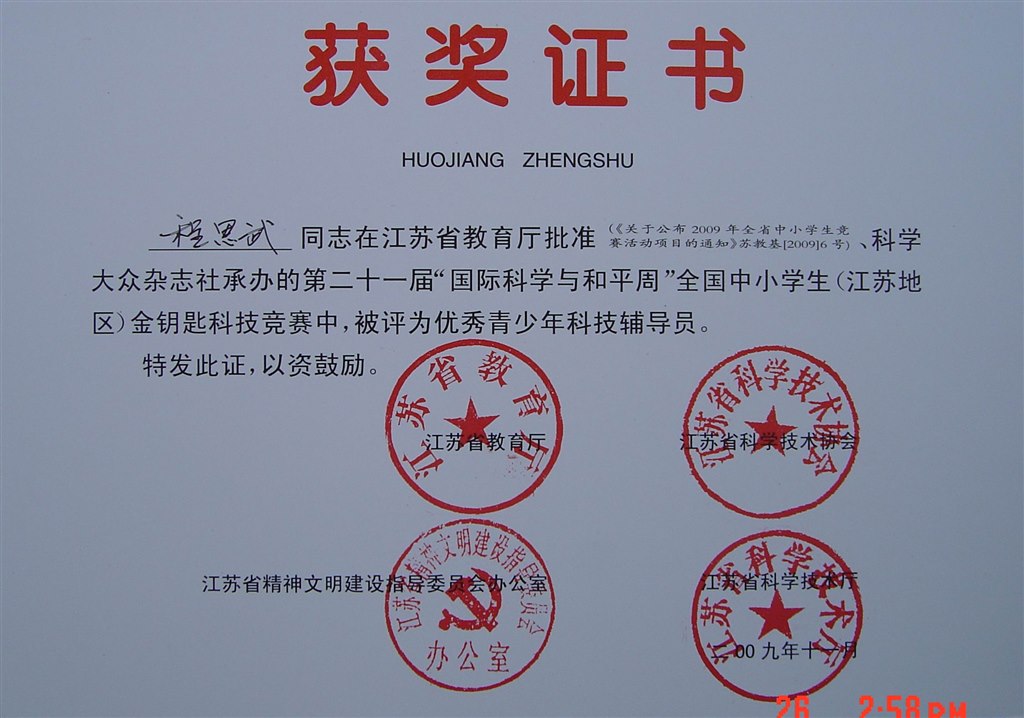 获奖证书
HUOJIANG ZHENGSHU
程思武 同志在江苏省教育厅批准(《关于公布 2009 年全省中小学生竞赛活动项目的通知》苏教基[2009]6 号)、科学
大众杂志社承办的第二十一届“国际科学与和平周”全国中小学生(江苏地
区)金钥匙科技竞赛中,被评为优秀青少年科技辅导员。
特发此证,以资鼓励。
江苏省教育厅
江苏省教育厅
江苏省科学技术协会
江苏省科学技术协会
江苏省精神文明建设指导委员会办公室
江苏省精神文明建设指导委员会
办公室
江苏省科学技术厅
江苏省科学技术厅
二00九年十一月
26 2:58PM